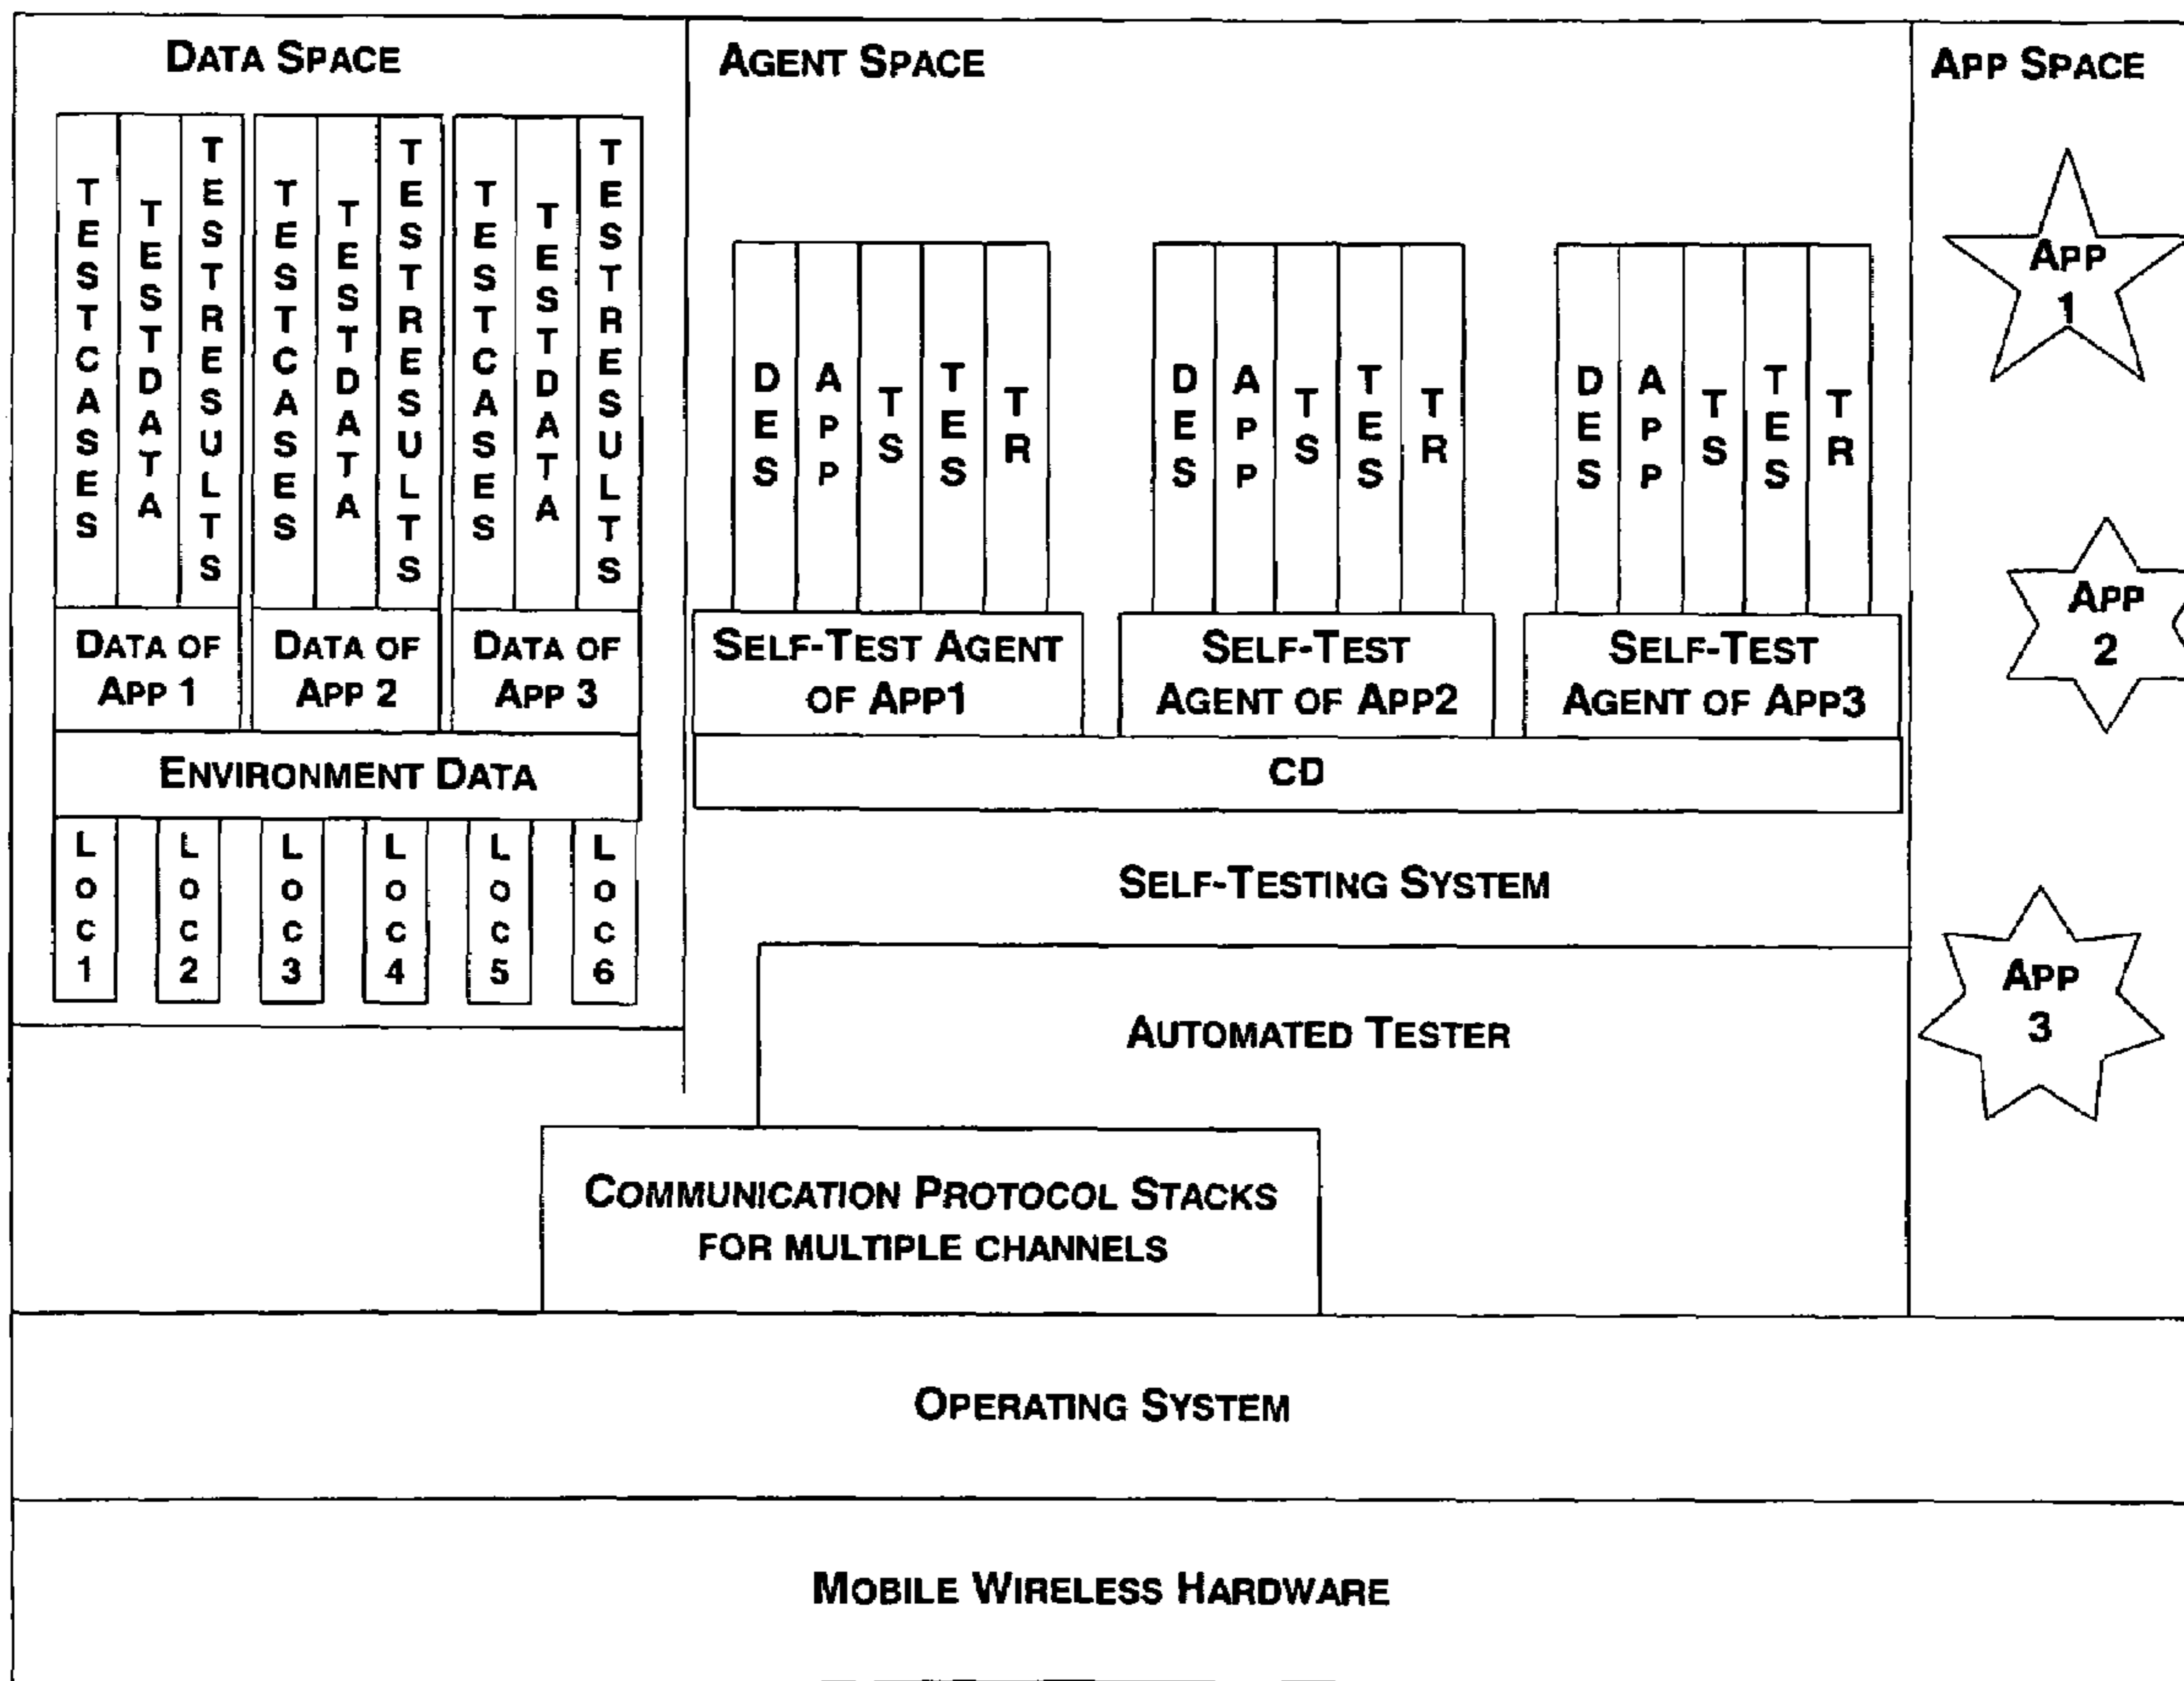 DATA SPACE
TESTCASES
TESTDATA
TESTRESULTS
TESTCASES
TESTDATA
TESTRESULTS
TESTCASES
TESTDATA
TESTRESULTS
DATA OF
APP 1
DATA OF
APP 2
DATA OF
APP 3
ENVIRONMENT DATA
LOC1
LOC2
LOC3
LOC4
LOC5
LOC6
AGENT SPACE
DES
APP
TS
TES
TR
DES
APP
TS
TES
TR
DES
APP
TS
TES
TR
SELF-TEST AGENT
OF APP1
SELF-TEST
AGENT OF APP2
SELF-TEST
AGENT OF APP3
CD
SELF-TESTING SYSTEM
AUTOMATED TESTER
COMMUNICATION PROTOCOL STACKS
FOR MULTIPLE CHANNELS
APP SPACE
APP
1
APP
2
APP
3
OPERATING SYSTEM
MOBILE WIRELESS HARDWARE